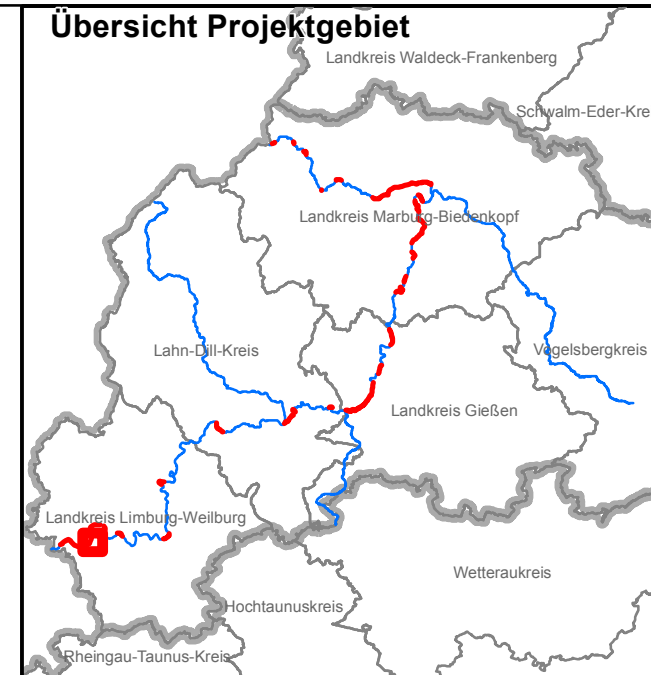 Übersicht Projektgebiet
Landkreis Waldeck-Frankenberg
Schwalm-Eder-Kre
Landkreis Marburg-Biedenkopf
Lahn-Dill-Kreis
Vogelsbergkreis
Landkreis Gießen
Landkreis Limburg-Weilburg
Wetteraukreis
Hochtaunuskreis
Rheingau-Taunus-Kreis